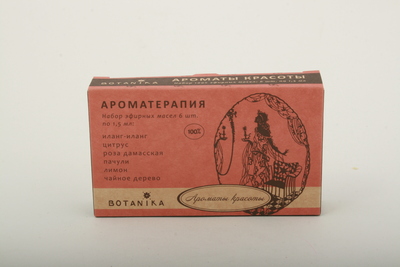 BOTANIKA АРОМАТЫ КРАСОТЫ
АРОМАТЕРАПИЯ
Набор эфирных масел 6 шт.
по 1,5 мл.
100%
иланг-иланг
цитрус
роза дамасская
пачули
лимон
чайное дерево
BOTANIKA
Ароматы красоты